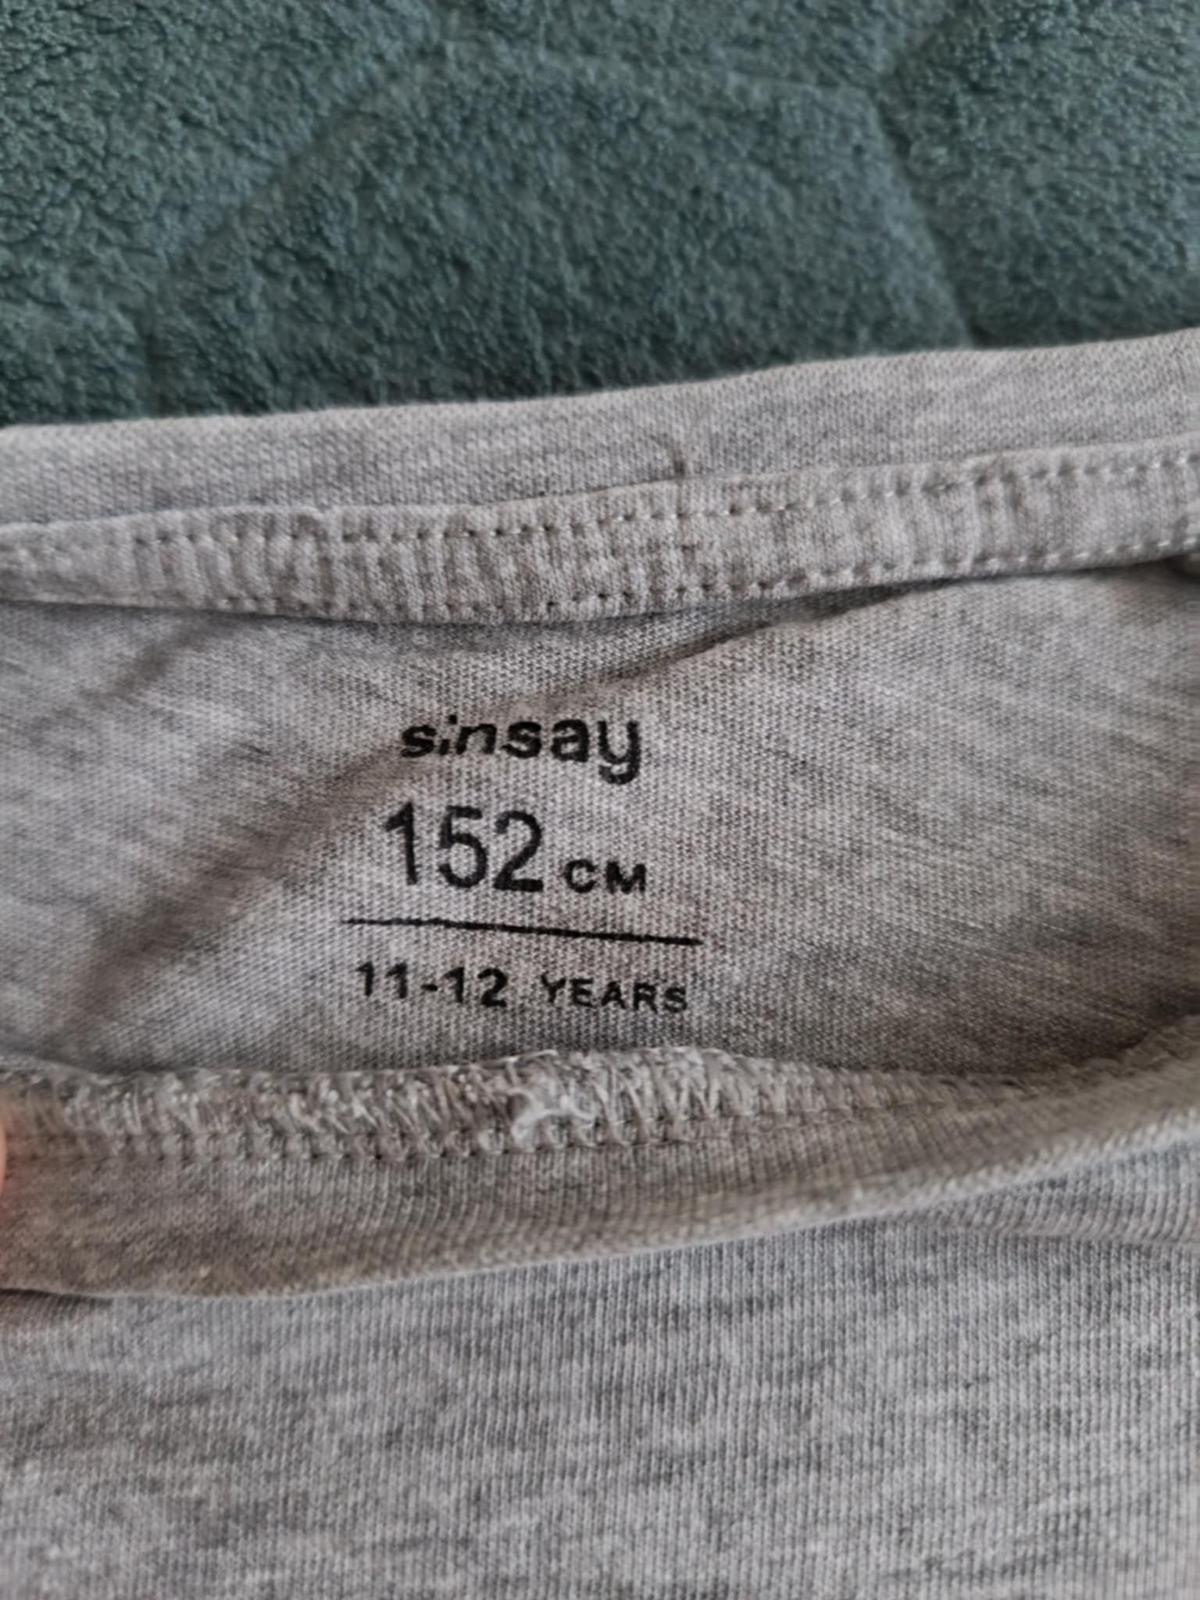 sinsay
152 CM
11-12 YEARS